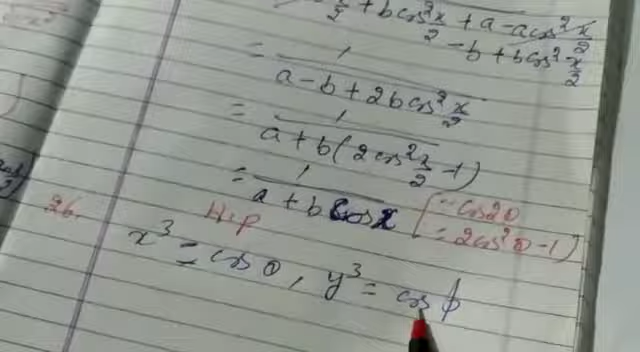 x/2 + b cos² x/2 + a - a cos² x/2
- b + b cos² x/2
= 1 / (a - b + 2b cos² x/2)
= 1 / (a + b(2cos² x/2 - 1))
= 1 / (a + b cos x) [∵ cos2θ
= 2cos²θ - 1)
26. H.P
x³ = cos θ, y³ = cos φ